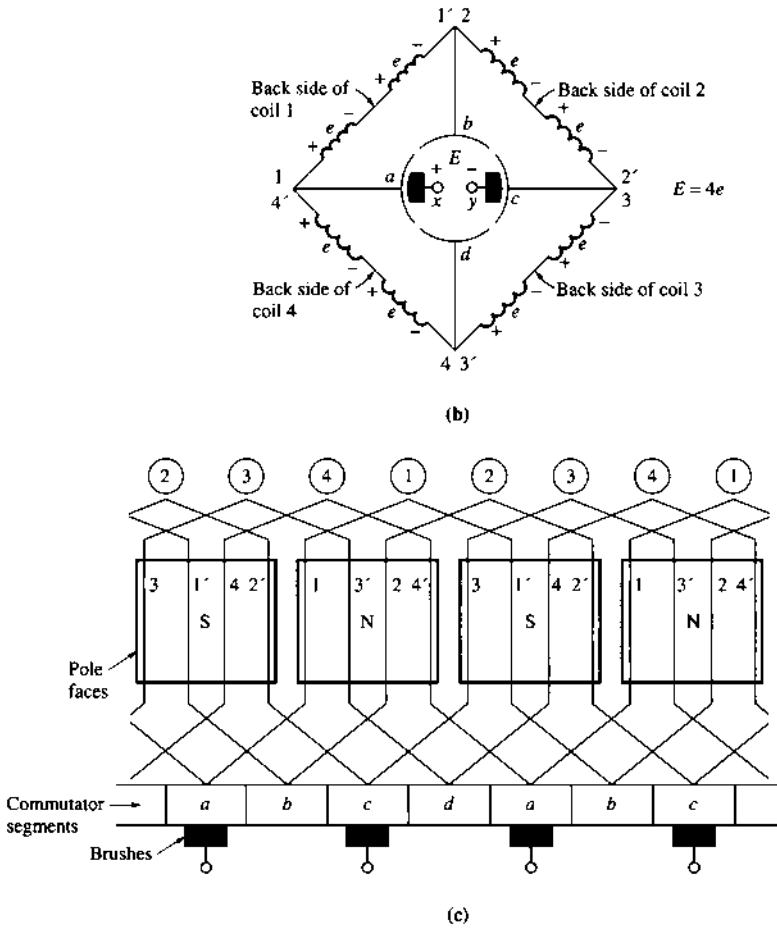 1´ 2
+ e −
+ e −
Back side of coil 1
+ e −
+ e −
Back side of coil 2
b
E
1
4´
a
+
x
−
y
c
2´
3
E = 4e
d
+ e −
+ e −
Back side of coil 4
− e +
− e +
Back side of coil 3
4 3´
(b)
2 3 4 1 2 3 4 1
3 1´ 4 2´ 1 3´ 2 4´ 3 1´ 4 2´ 1 3´ 2 4´
S N S N
Pole faces
Commutator segments
a b c d a b c
Brushes
(c)